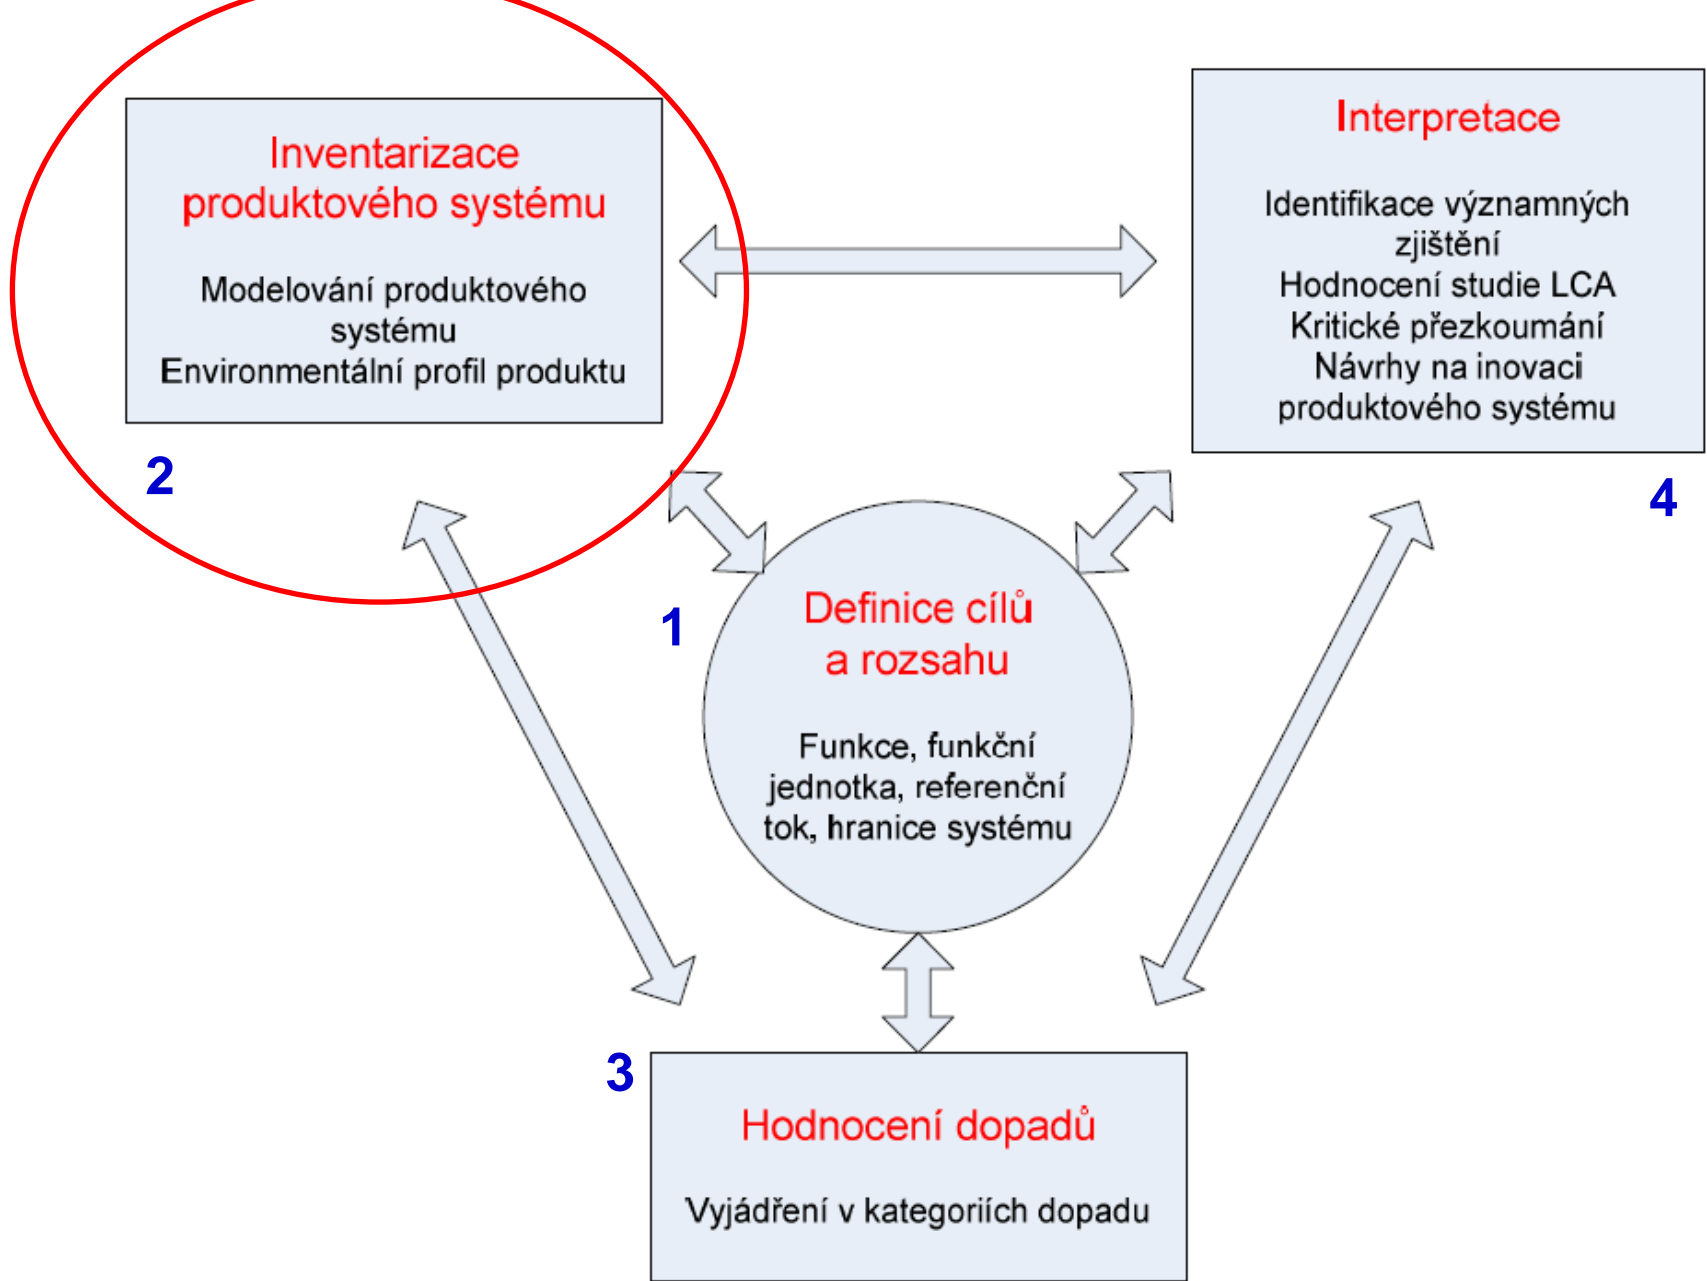 Inventarizace
produktového systému
Modelování produktového
systému
Environmentální profil produktu
2
Interpretace
Identifikace významných
zjištění
Hodnocení studie LCA
Kritické přezkoumání
Návrhy na inovaci
produktového systému
4
1
Definice cílů
a rozsahu
Funkce, funkční
jednotka, referenční
tok, hranice systému
3
Hodnocení dopadů
Vyjádření v kategoriích dopadu